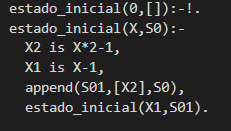 estado_inicial(0,[]):-!.
estado_inicial(X,S0):-
  X2 is X*2-1,
  X1 is X-1,
  append(S01,[X2],S0),
  estado_inicial(X1,S01).